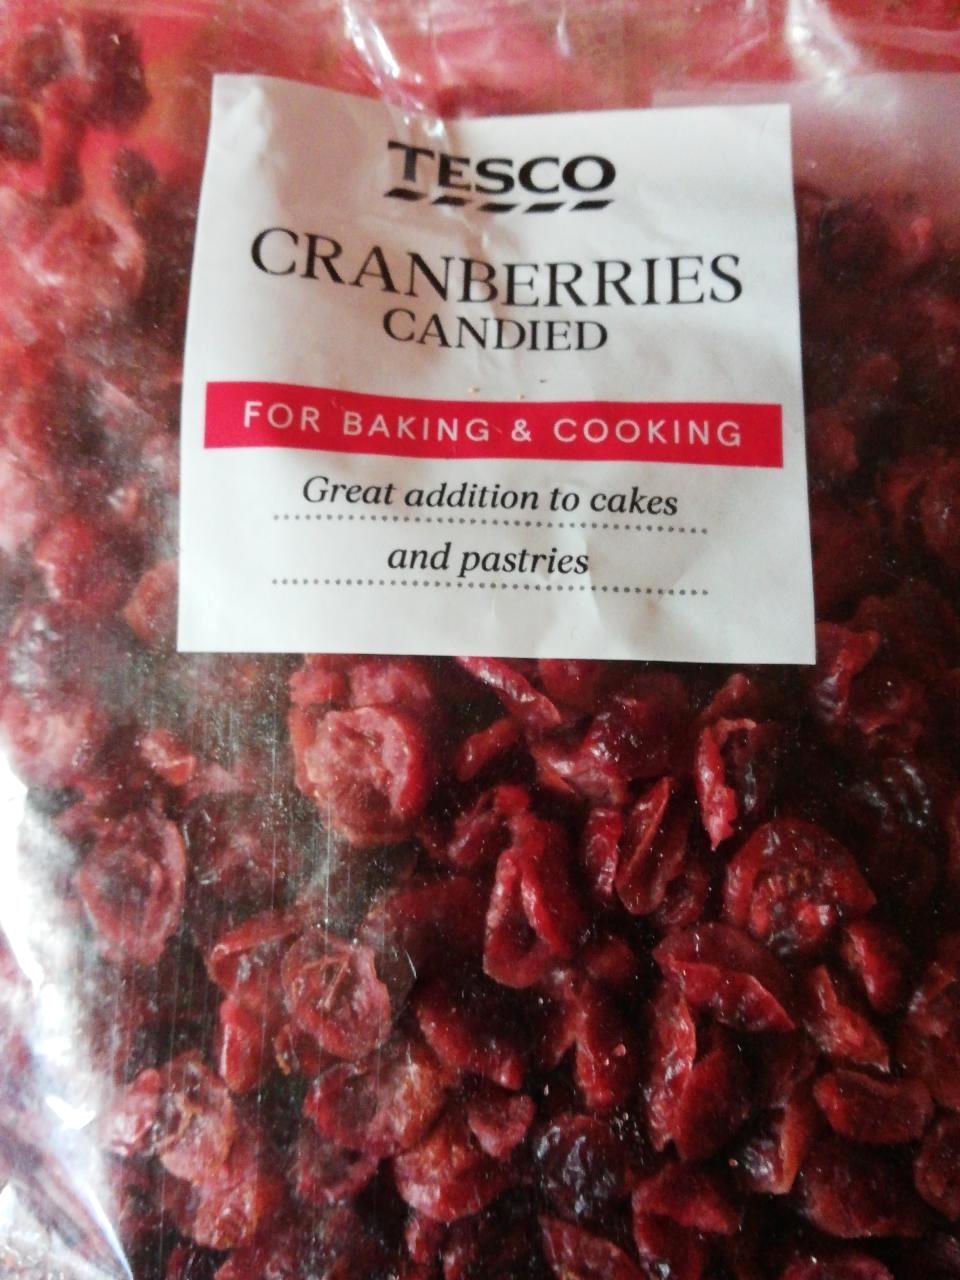 TESCO
CRANBERRIES
CANDIED
FOR BAKING & COOKING
Great addition to cakes
and pastries